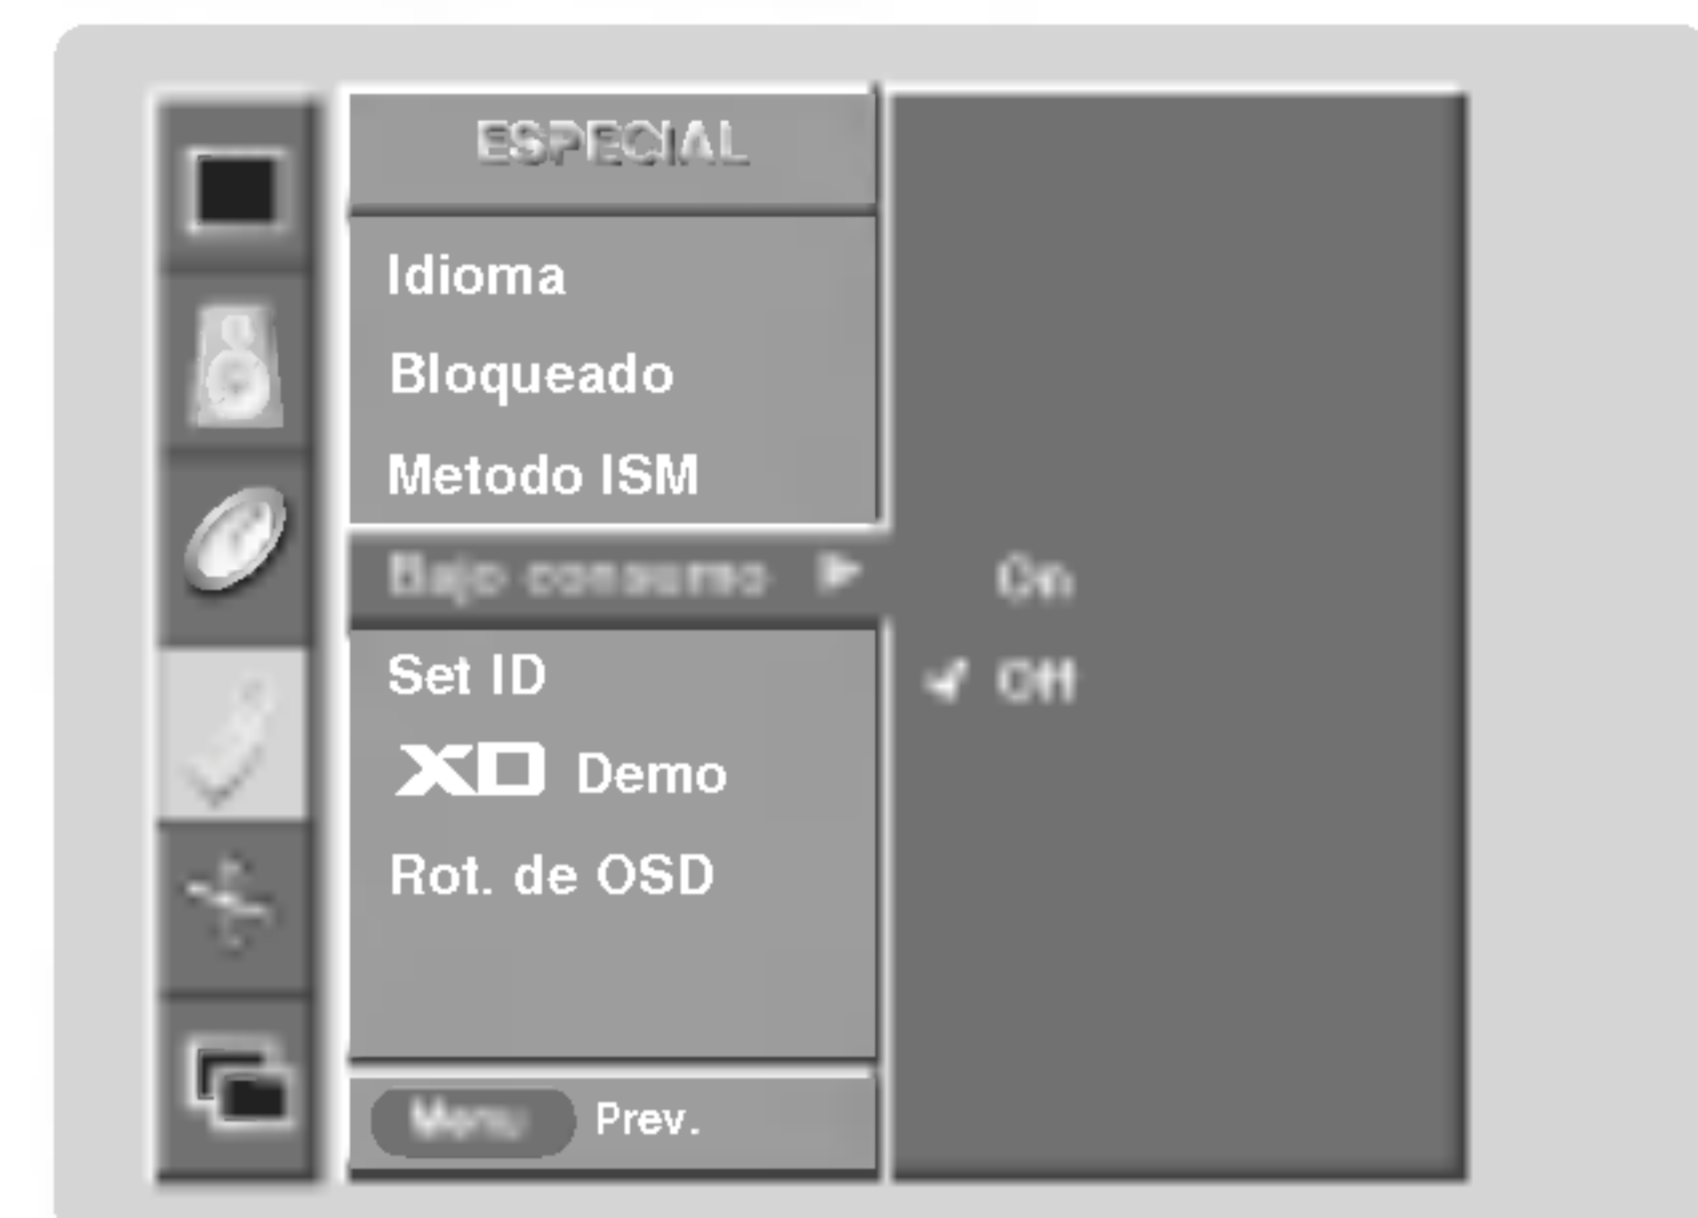 ESPECIAL
Idioma
Bloqueado
Metodo ISM
Bajo consumo ► On
✓ Off
Set ID
XD Demo
Rot. de OSD
Menu Prev.